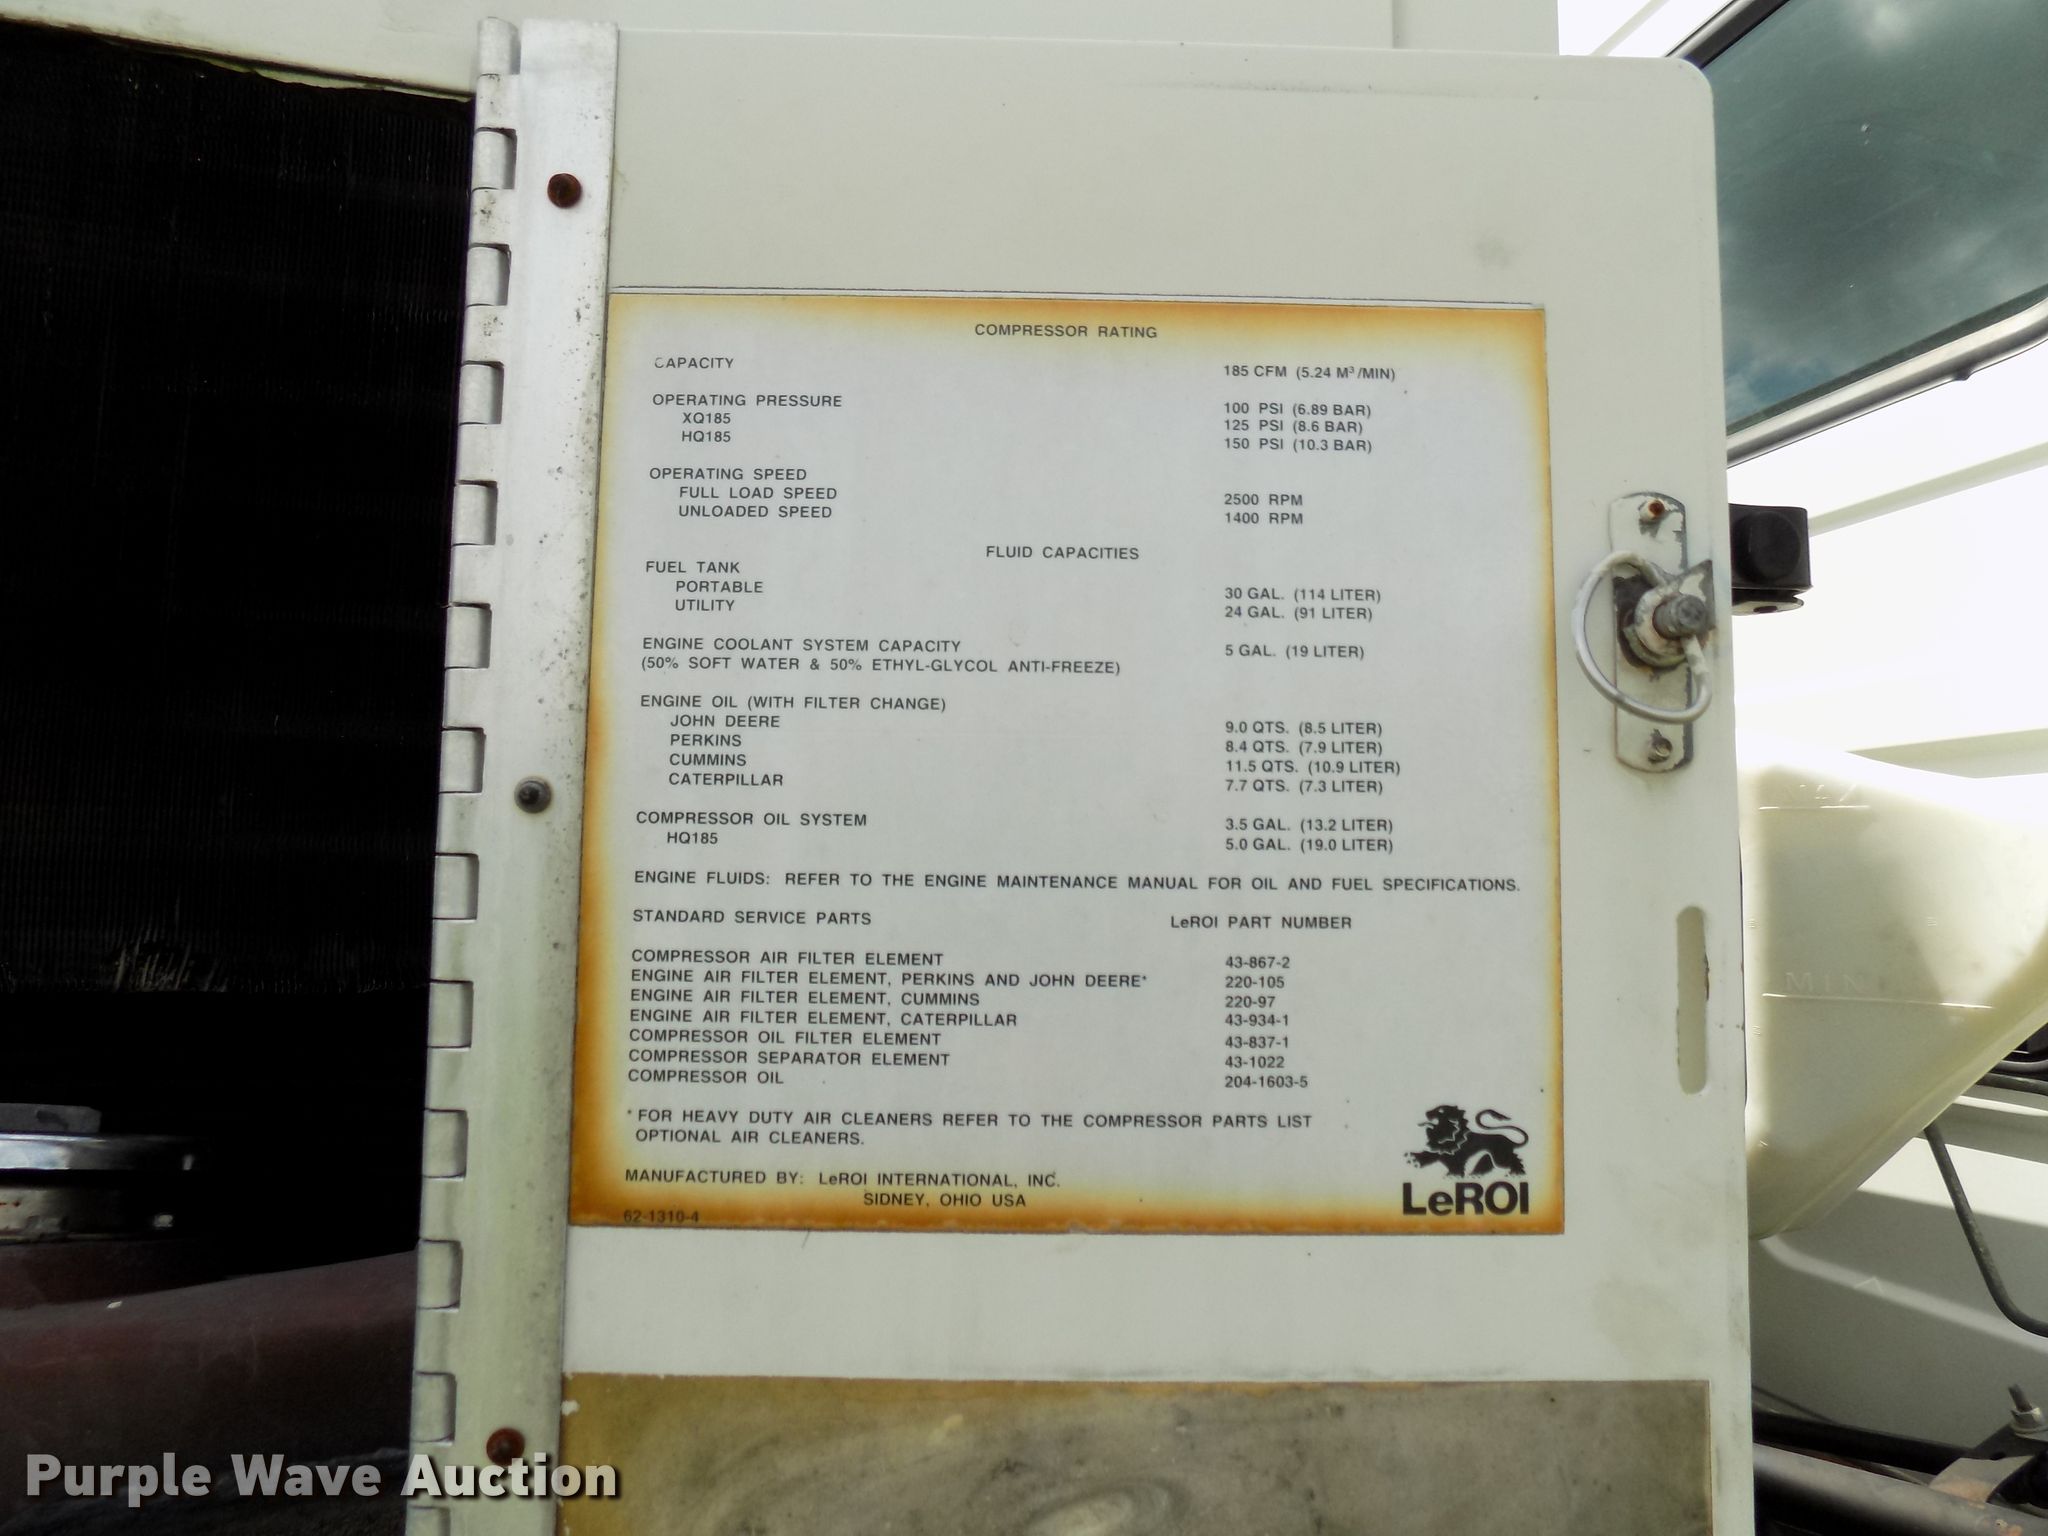 COMPRESSOR RATING
CAPACITY 185 CFM (5.24 M³/MIN)
OPERATING PRESSURE 100 PSI (6.89 BAR)
XQ185 125 PSI (8.6 BAR)
HQ185 150 PSI (10.3 BAR)
OPERATING SPEED
FULL LOAD SPEED 2500 RPM
UNLOADED SPEED 1400 RPM
FLUID CAPACITIES
FUEL TANK
PORTABLE 30 GAL. (114 LITER)
UTILITY 24 GAL. (91 LITER)
ENGINE COOLANT SYSTEM CAPACITY 5 GAL. (19 LITER)
(50% SOFT WATER & 50% ETHYL-GLYCOL ANTI-FREEZE)
ENGINE OIL (WITH FILTER CHANGE)
JOHN DEERE 9.0 QTS. (8.5 LITER)
PERKINS 8.4 QTS. (7.9 LITER)
CUMMINS 11.5 QTS. (10.9 LITER)
CATERPILLAR 7.7 QTS. (7.3 LITER)
COMPRESSOR OIL SYSTEM 3.5 GAL. (13.2 LITER)
HQ185 5.0 GAL. (19.0 LITER)
ENGINE FLUIDS: REFER TO THE ENGINE MAINTENANCE MANUAL FOR OIL AND FUEL SPECIFICATIONS.
STANDARD SERVICE PARTS LeROI PART NUMBER
COMPRESSOR AIR FILTER ELEMENT 43-867-2
ENGINE AIR FILTER ELEMENT, PERKINS AND JOHN DEERE* 220-105
ENGINE AIR FILTER ELEMENT, CUMMINS 220-97
ENGINE AIR FILTER ELEMENT, CATERPILLAR 43-934-1
COMPRESSOR OIL FILTER ELEMENT 43-837-1
COMPRESSOR SEPARATOR ELEMENT 43-1022
COMPRESSOR OIL 204-1603-5
*FOR HEAVY DUTY AIR CLEANERS REFER TO THE COMPRESSOR PARTS LIST
OPTIONAL AIR CLEANERS.
MANUFACTURED BY: LeROI INTERNATIONAL, INC.
SIDNEY, OHIO USA
62-1310-4
LeROI
MIN
Purple Wave Auction